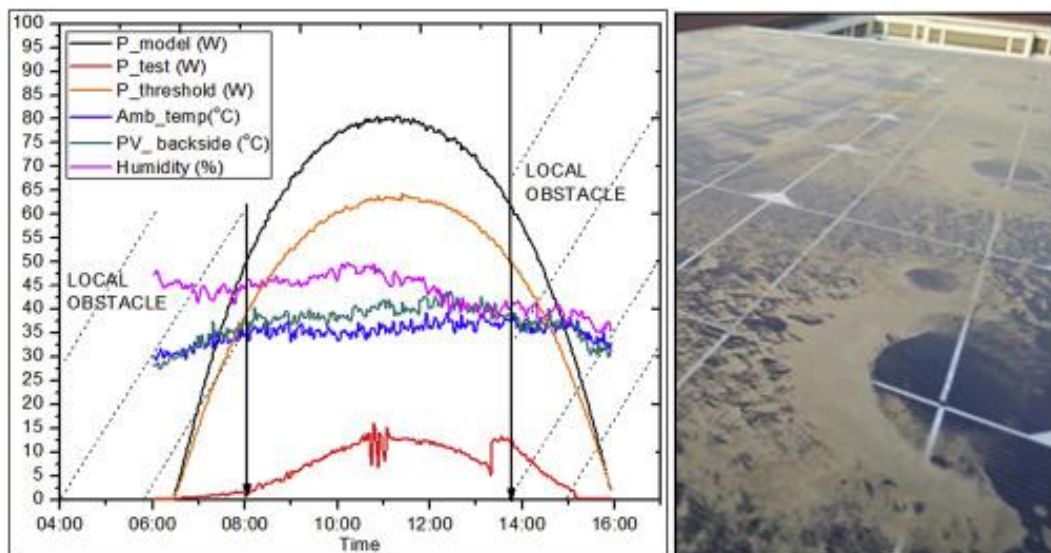 100
95
90
85
80
75
70
65
60
55
50
45
40
35
30
25
20
15
10
5
0
P_model (W)
P_test (W)
P_threshold (W)
Amb_temp(°C)
PV_ backside (°C)
Humidity (%)
LOCAL
OBSTACLE
LOCAL
OBSTACLE
04:00 06:00 08:00 10:00 12:00 14:00 16:00
Time